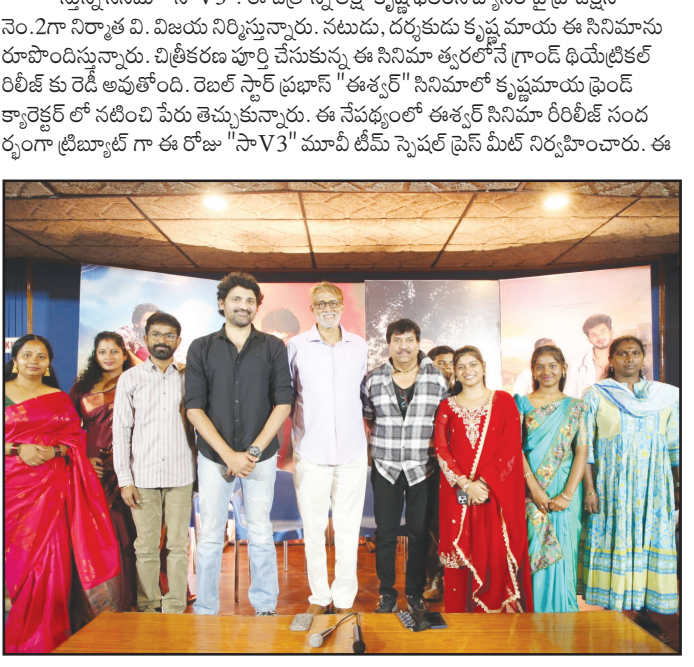 నెం.2గా నిర్మాత వి. విజయ నిర్మిస్తున్నారు. నటుడు, దర్శకుడు కృష్ణ మాయ ఈ సినిమాను
రూపొందిస్తున్నారు. చిత్రీకరణ పూర్తి చేసుకున్న ఈ సినిమా త్వరలోనే గ్రాండ్ థియేట్రికల్
రిలీజ్ కు రెడీ అవుతోంది. రెబల్ స్టార్ ప్రభాస్ "ఈశ్వర్" సినిమాలో కృష్ణమాయ ఫ్రెండ్
క్యారెక్టర్ లో నటించి పేరు తెచ్చుకున్నారు. ఈ నేపథ్యంలో ఈశ్వర్ సినిమా రీరిలీజ్ సంద
ర్భంగా ట్రిబ్యూట్ గా ఈ రోజు "సాV3" మూవీ టీమ్ స్పెషల్ ప్రెస్ మీట్ నిర్వహించారు. ఈ